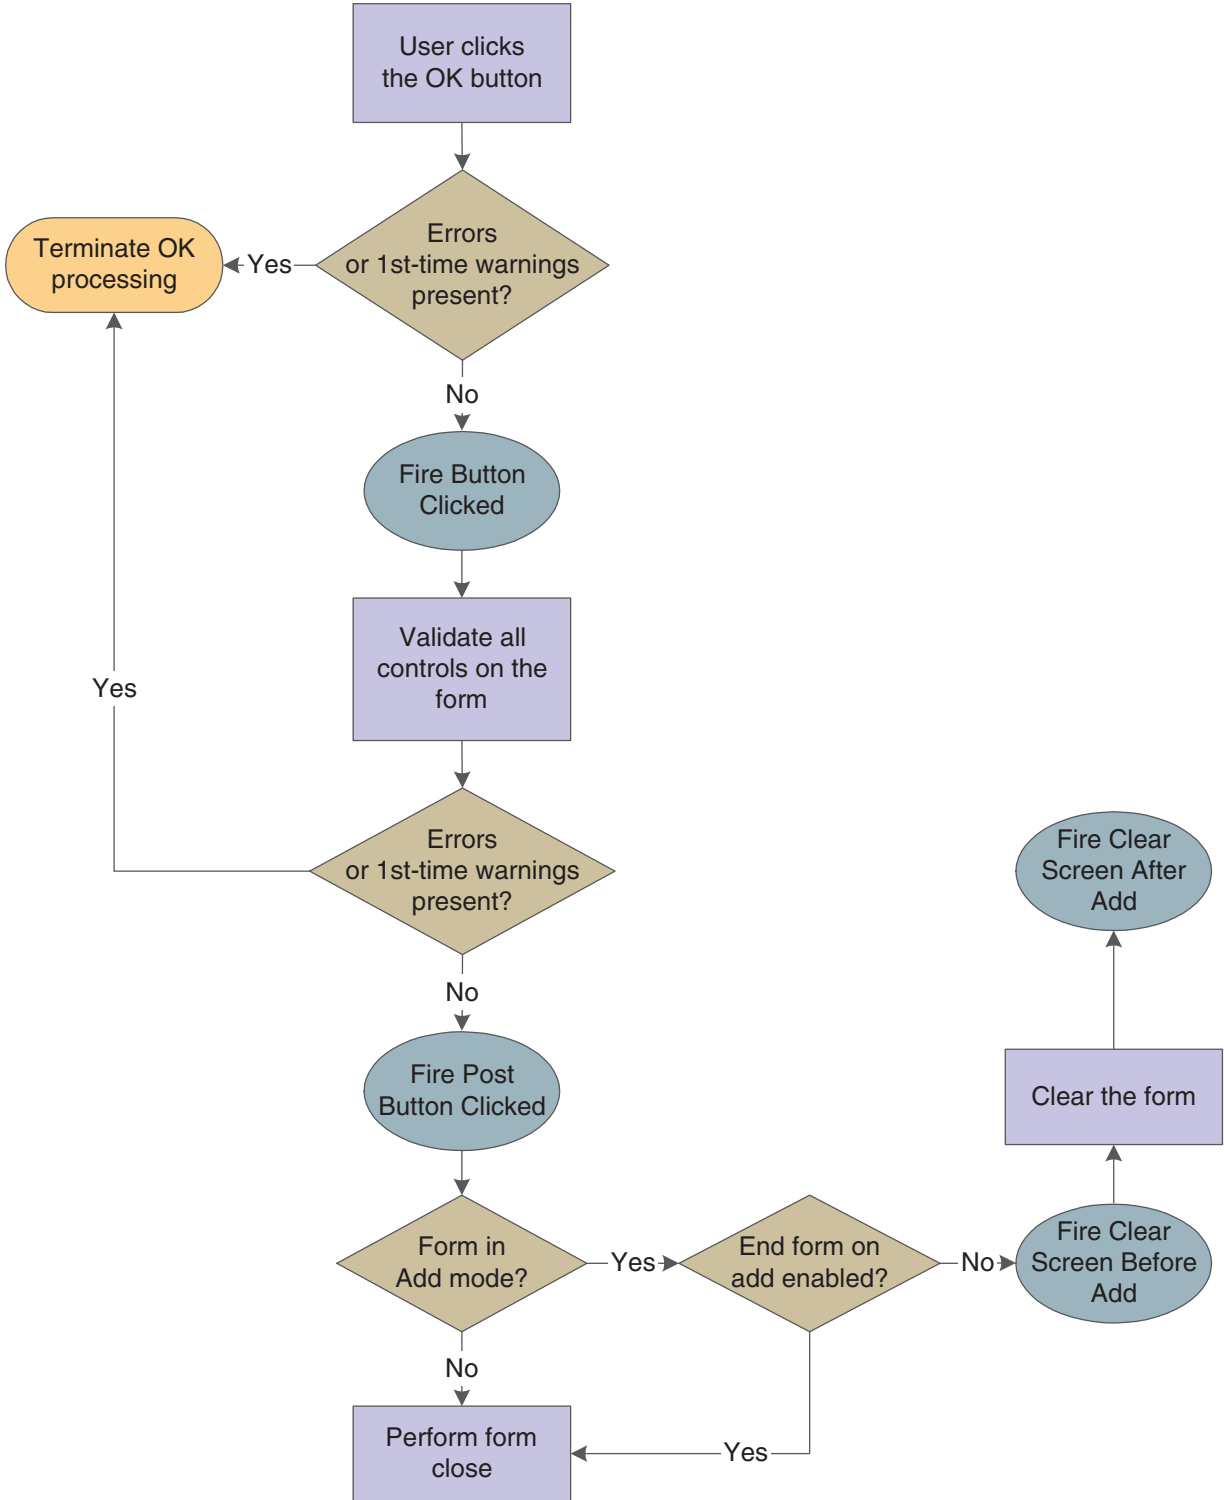 User clicks
the OK button
Errors
or 1st-time warnings
present?
Yes
Terminate OK
processing
No
Fire Button
Clicked
Validate all
controls on the
form
Yes
Errors
or 1st-time warnings
present?
No
Fire Post
Button Clicked
Form in
Add mode?
Yes
End form on
add enabled?
No
Fire Clear
Screen Before
Add
Clear the form
Fire Clear
Screen After
Add
No
Yes
Perform form
close